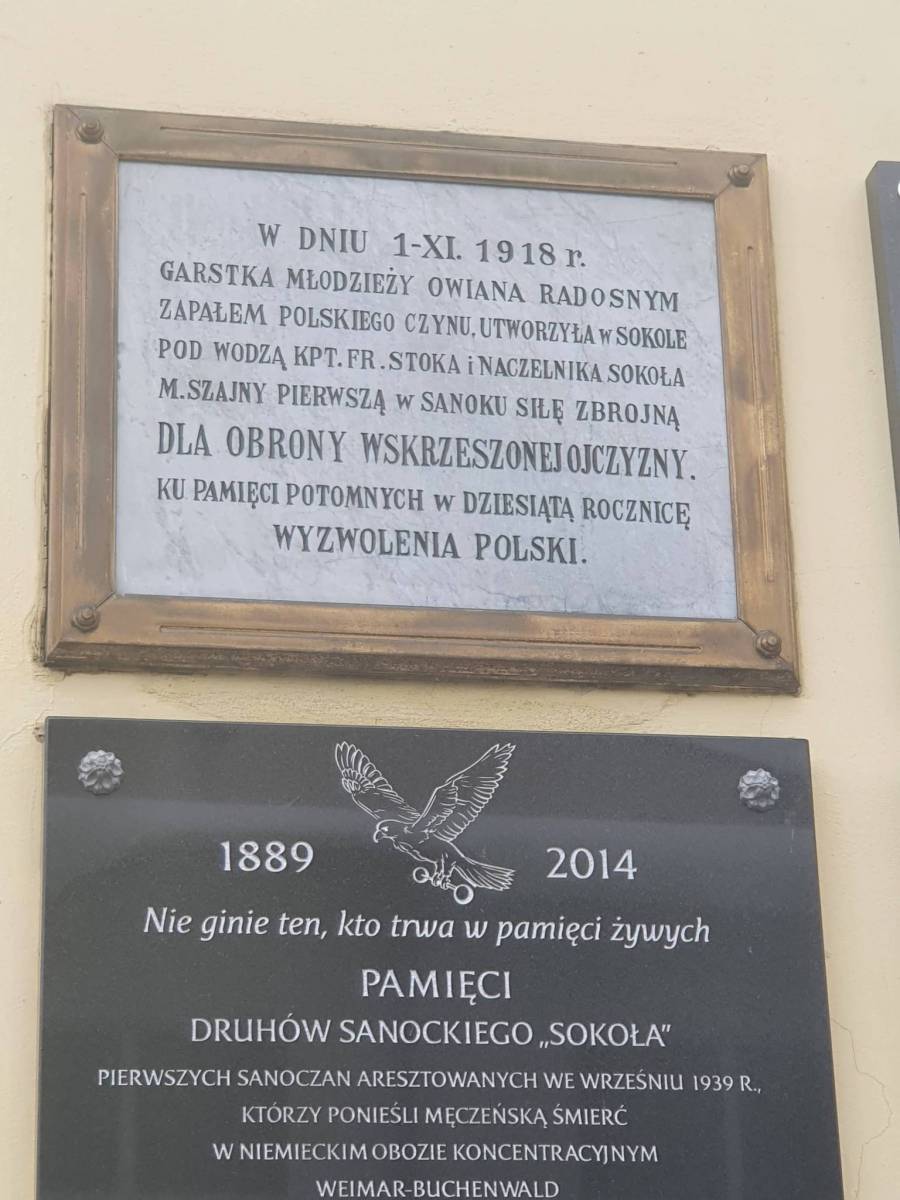 W DNIU 1-XI. 1918 r.
GARSTKA MŁODZIEŻY OWIANA RADOSNYM
ZAPAŁEM POLSKIEGO CZYNU. UTWORZYŁA w SOKOLE
POD WODZĄ KPT. FR. STOKA i NACZELNIKA SOKOŁA
M. SZAJNY PIERWSZĄ w SANOKU SIŁĘ ZBROJNĄ
DLA OBRONY WSKRZESZONEJ OJCZYZNY.
KU PAMIĘCI POTOMNYCH w DZIESIĄTĄ ROCZNICĘ
WYZWOLENIA POLSKI.
1889 2014
Nie ginie ten, kto trwa w pamięci żywych
PAMIĘCI
DRUHÓW SANOCKIEGO „SOKOŁA”
PIERWSZYCH SANOCZAN ARESZTOWANYCH WE WRZEŚNIU 1939 R.,
KTÓRZY PONIEŚLI MĘCZEŃSKĄ ŚMIERĆ
W NIEMIECKIM OBOZIE KONCENTRACYJNYM
WEIMAR-BUCHENWALD